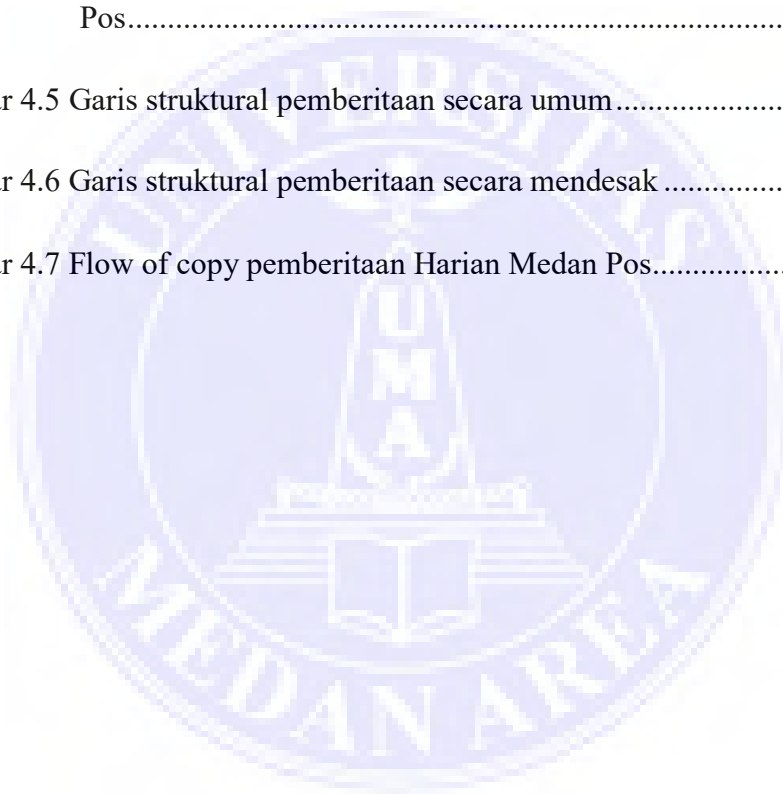 Pos....................................................................................
r 4.5 Garis struktural pemberitaan secara umum.....................
r 4.6 Garis struktural pemberitaan secara mendesak ...............
r 4.7 Flow of copy pemberitaan Harian Medan Pos.................
UNIVERSITAS
UMA
MEDAN AREA